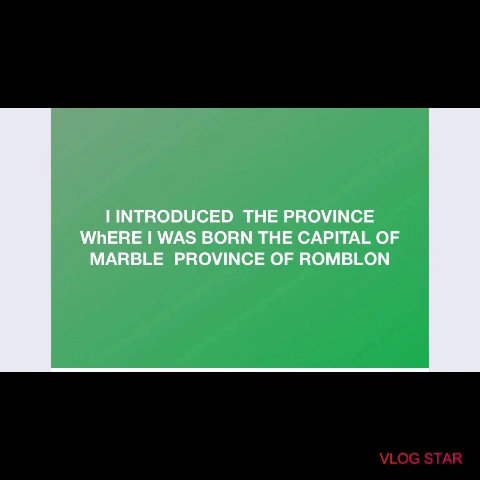 I INTRODUCED  THE PROVINCE
WhERE I WAS BORN THE CAPITAL OF
MARBLE  PROVINCE OF ROMBLON
VLOG STAR